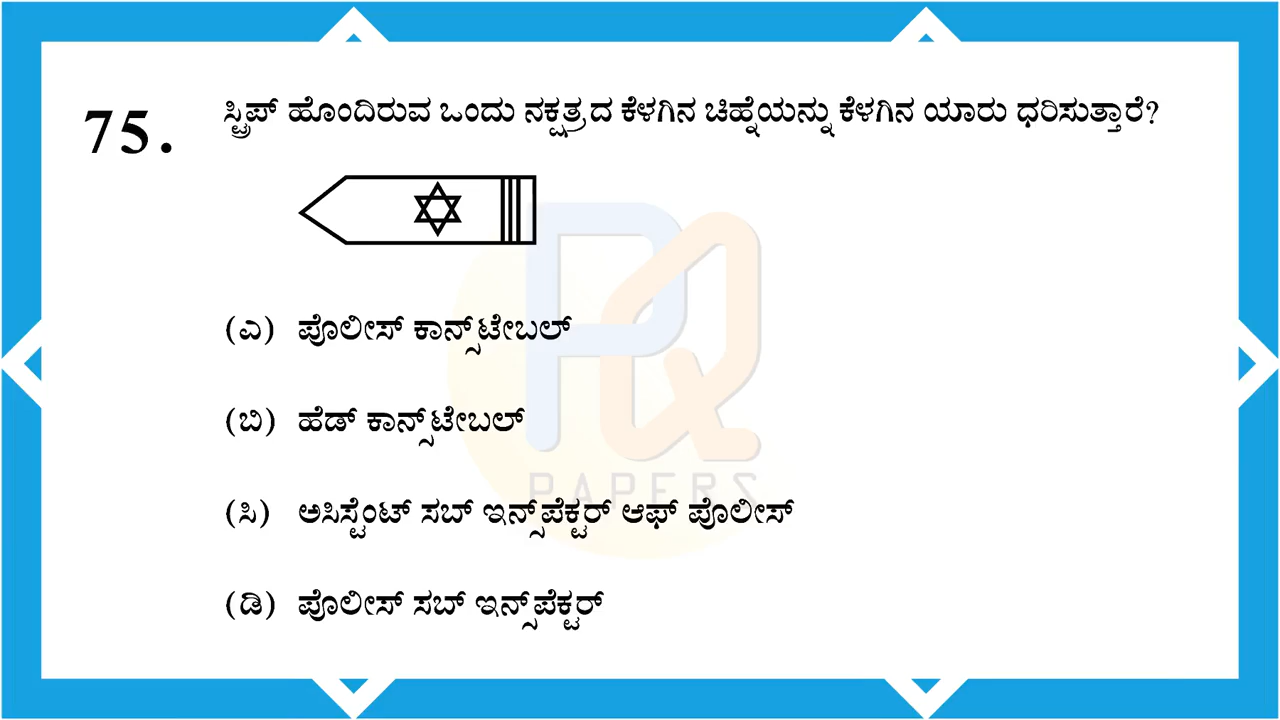 75. ಸ್ಟ್ರಿಪ್ ಹೊಂದಿರುವ ಒಂದು ನಕ್ಷತ್ರದ ಕೆಳಗಿನ ಚಿಹ್ನೆಯನ್ನು ಕೆಳಗಿನ ಯಾರು ಧರಿಸುತ್ತಾರೆ?
(ಎ) ಪೊಲೀಸ್ ಕಾನ್ಸ್‌ಟೇಬಲ್
(ಬಿ) ಹೆಡ್ ಕಾನ್ಸ್‌ಟೇಬಲ್
PQ
PAPERS
(ಸಿ) ಅಸಿಸ್ಟೆಂಟ್ ಸಬ್ ಇನ್ಸ್‌ಪೆಕ್ಟರ್ ಆಫ್ ಪೊಲೀಸ್
(ಡಿ) ಪೊಲೀಸ್ ಸಬ್ ಇನ್ಸ್‌ಪೆಕ್ಟರ್